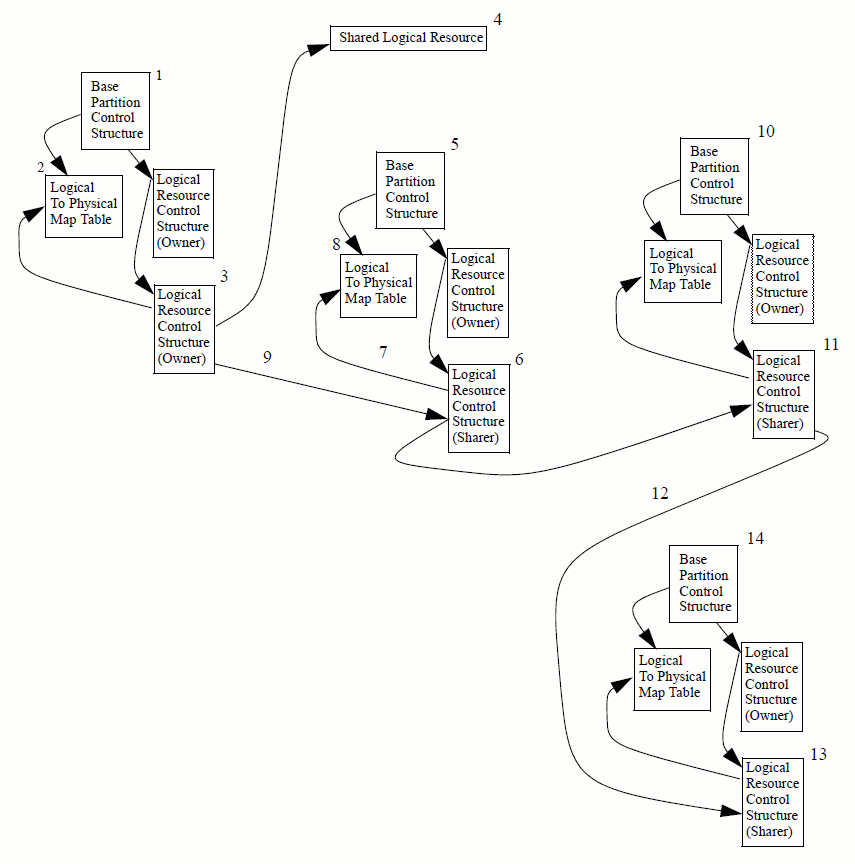 4
Shared Logical Resource
1
Base
Partition
Control
Structure
2
Logical
To Physical
Map Table
Logical
Resource
Control
Structure
(Owner)
3
Logical
Resource
Control
Structure
(Owner)
5
Base
Partition
Control
Structure
8
Logical
To Physical
Map Table
Logical
Resource
Control
Structure
(Owner)
9
7
6
Logical
Resource
Control
Structure
(Sharer)
10
Base
Partition
Control
Structure
Logical
To Physical
Map Table
Logical
Resource
Control
Structure
(Owner)
11
Logical
Resource
Control
Structure
(Sharer)
12
14
Base
Partition
Control
Structure
Logical
To Physical
Map Table
Logical
Resource
Control
Structure
(Owner)
13
Logical
Resource
Control
Structure
(Sharer)